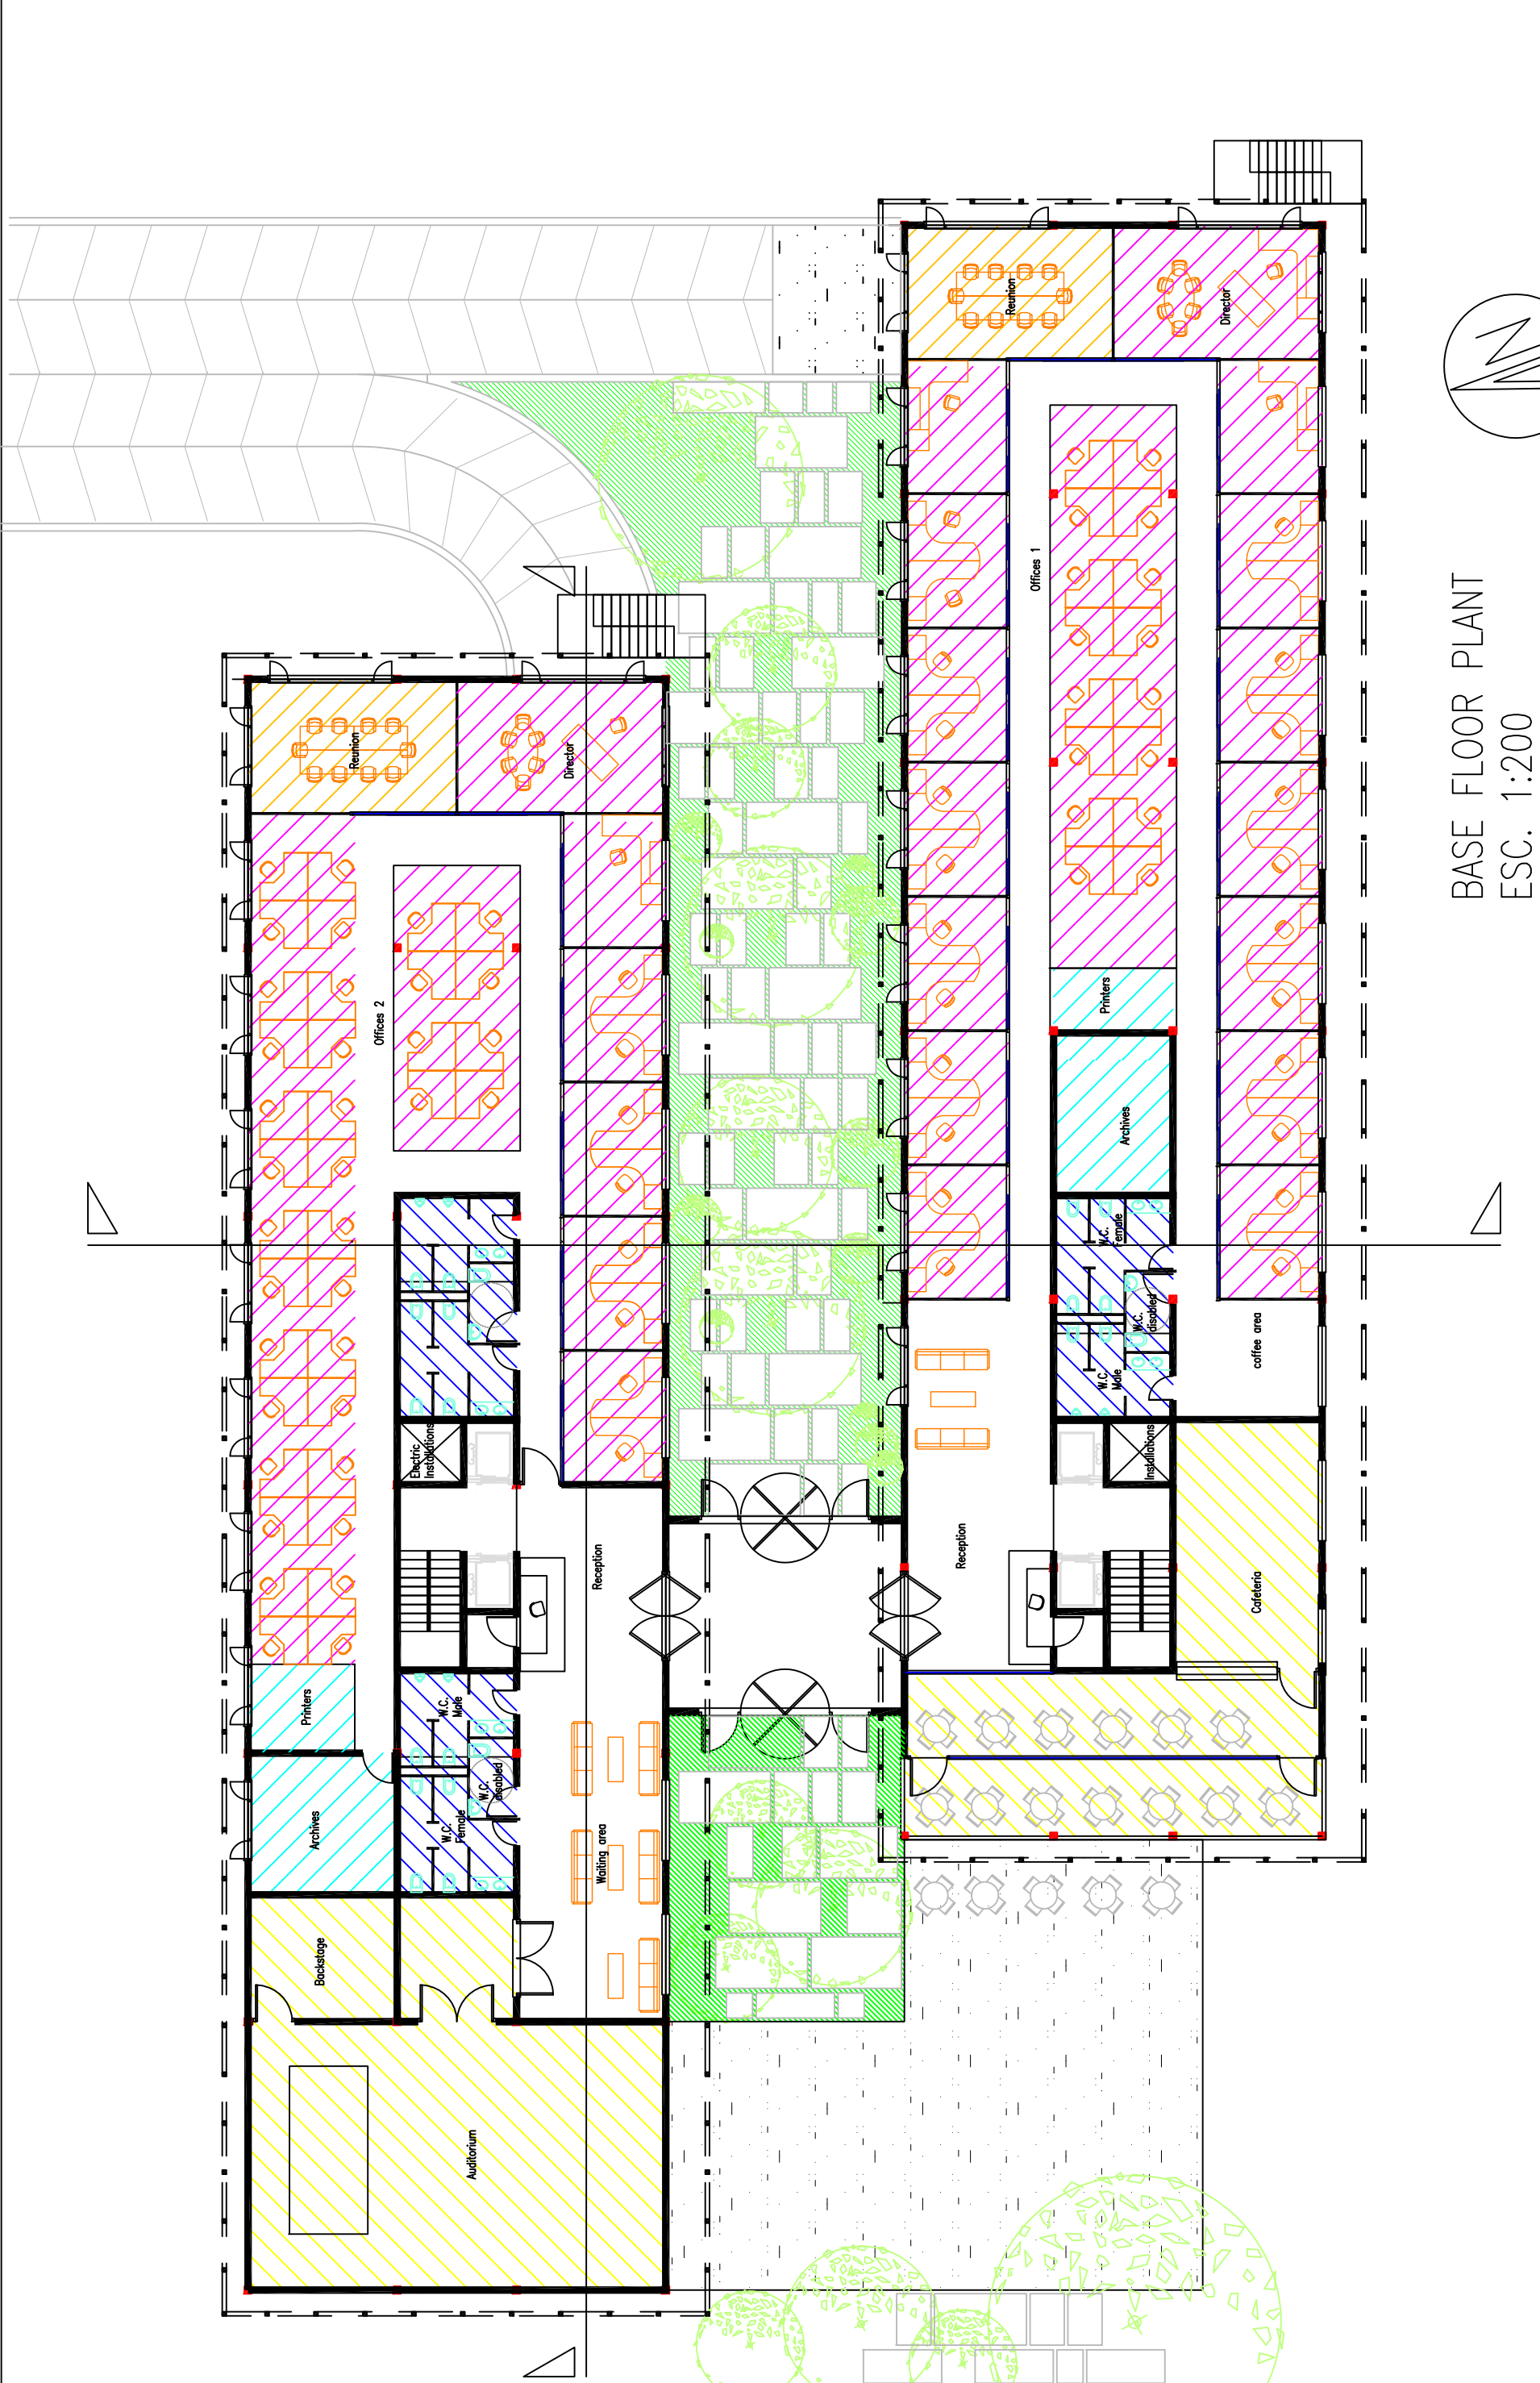 Reunion
Director
Offices 2
Electric
Installations
Reception
Printers
W.C.
Male
W.C.
disabled
W.C.
Female
Archives
Waiting area
Backstage
Auditorium
Reunion
Director
Offices 1
Printers
Archives
W.C.
Female
W.C.
disabled
W.C.
Male
coffee area
Installations
Reception
Cafeteria
BASE FLOOR PLANT
ESC. 1:200
N